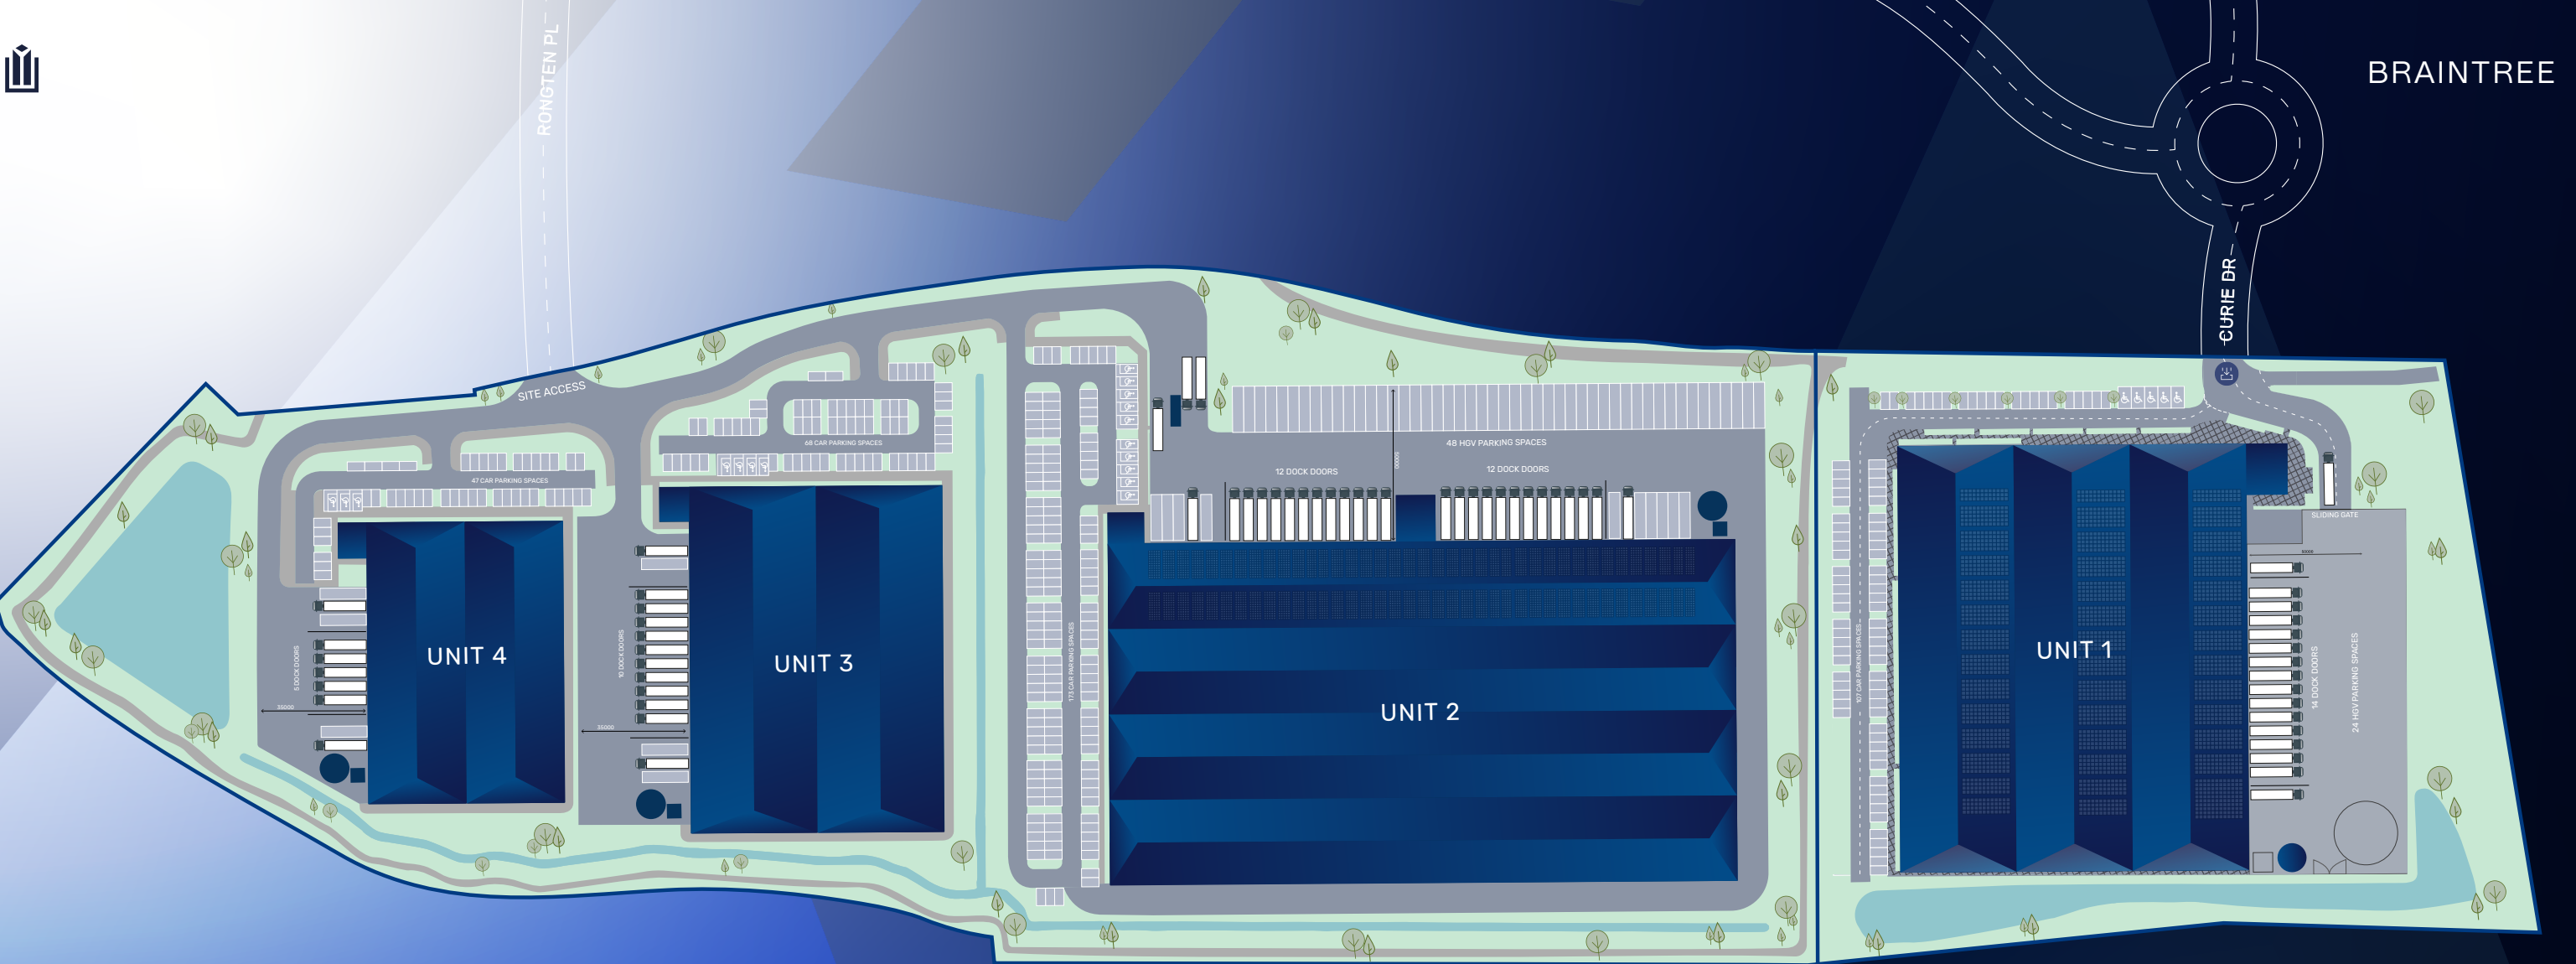 BRAINTREE
RONGTEN PL
CURIE DR
SITE ACCESS
68 CAR PARKING SPACES
47 CAR PARKING SPACES
48 HGV PARKING SPACES
12 DOCK DOORS
12 DOCK DOORS
50000
SLIDING GATE
UNIT 4
UNIT 3
UNIT 2
UNIT 1
5 DOCK DOORS
10 DOCK DOORS
173 CAR PARKING SPACES
107 CAR PARKING SPACES
14 DOCK DOORS
24 HGV PARKING SPACES
35000
35000